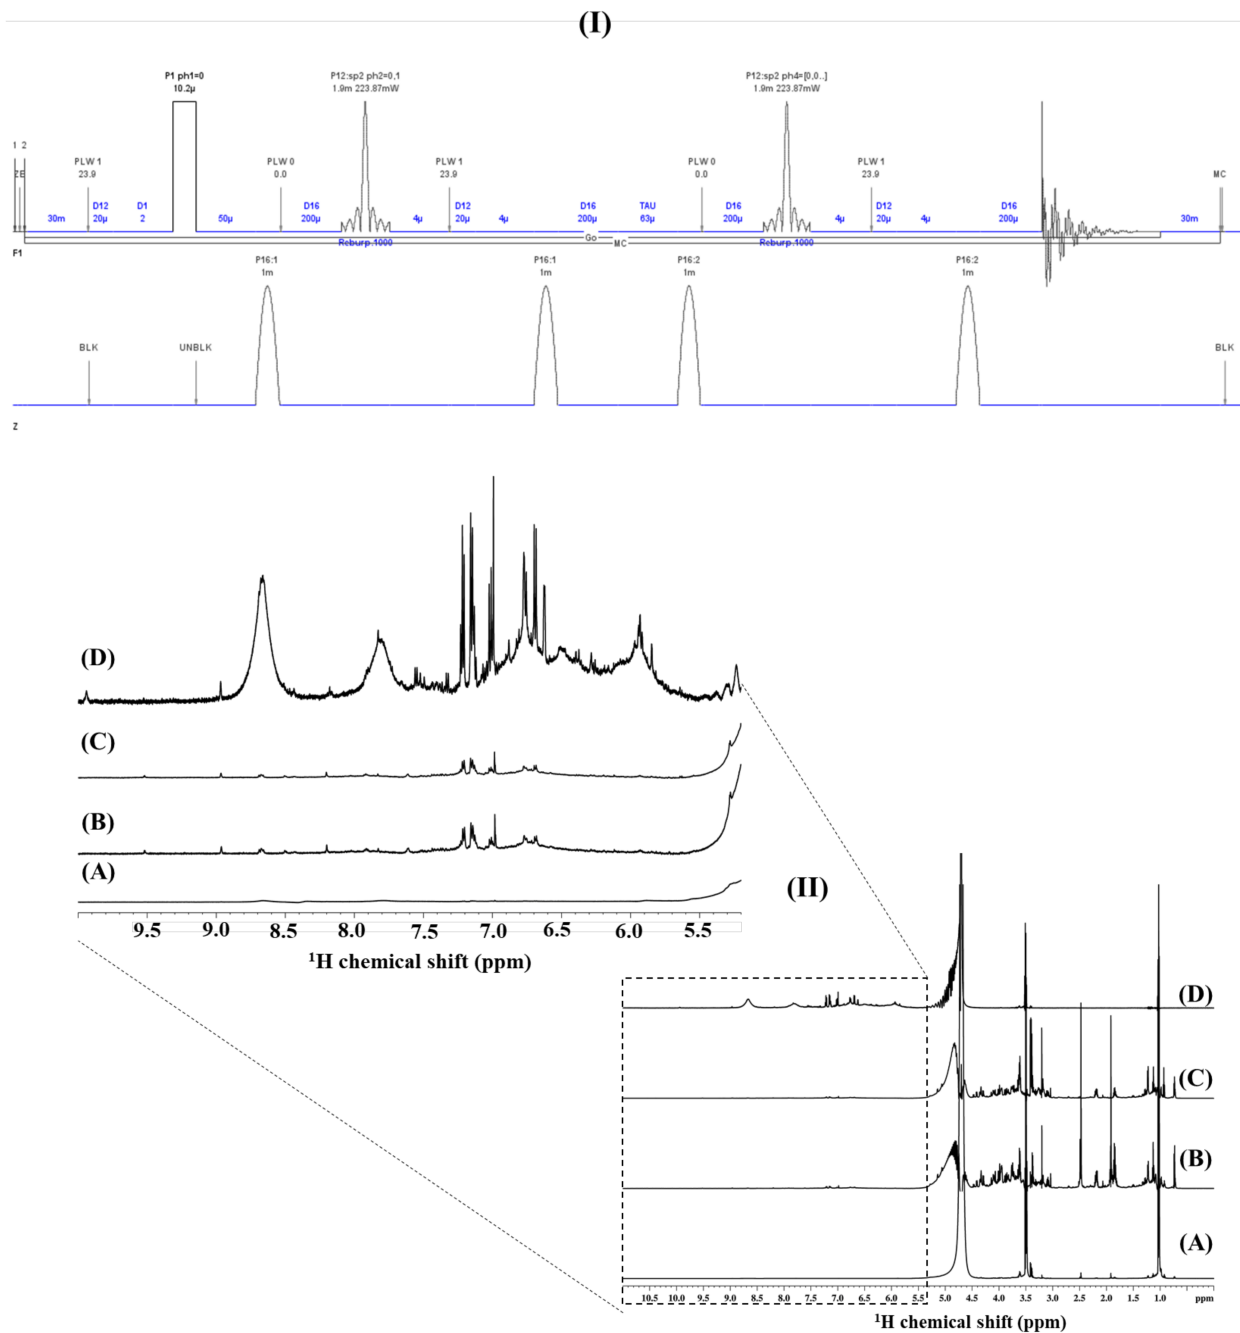 (I)
P1 ph1=0
10.2µ
P12:sp2 ph2=0,1
1.9m 223.87mW
P12:sp2 ph4=[0,0..]
1.9m 223.87mW
1 2
ZE
PLW 1
23.9
PLW 0
0.0
PLW 1
23.9
PLW 0
0.0
PLW 1
23.9
MC
30m
D12
20µ
D1
2
50µ
D16
200µ
4µ
D12
20µ
4µ
D16
200µ
TAU
63µ
D16
200µ
4µ
D12
20µ
4µ
D16
200µ
30m
Reburp.1000
Go
MC
Reburp.1000
F1
P16:1
1m
P16:1
1m
P16:2
1m
P16:2
1m
BLK
UNBLK
BLK
Z
(D)
(C)
(B)
(A)
9.5 9.0 8.5 8.0 7.5 7.0 6.5 6.0 5.5
¹H chemical shift (ppm)
(II)
(D)
(C)
(B)
(A)
10.5 10.0 9.5 9.0 8.5 8.0 7.5 7.0 6.5 6.0 5.5 5.0 4.5 3.5 3.0 2.5 2.0 1.5 1.0 ppm
¹H chemical shift (ppm)